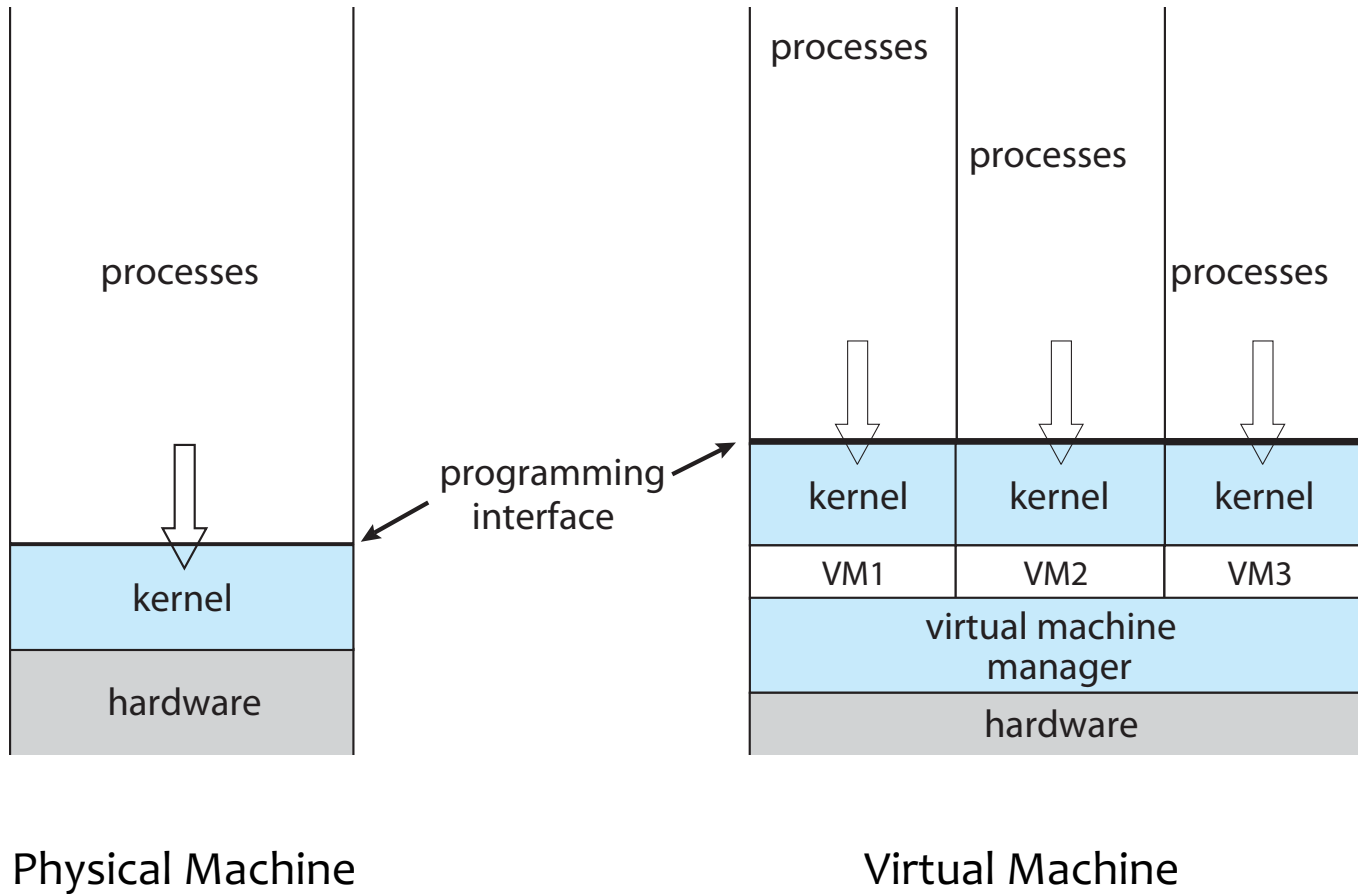 processes
kernel
hardware
programming
interface
processes
processes
processes
kernel
kernel
kernel
VM1
VM2
VM3
virtual machine
manager
hardware
Physical Machine
Virtual Machine